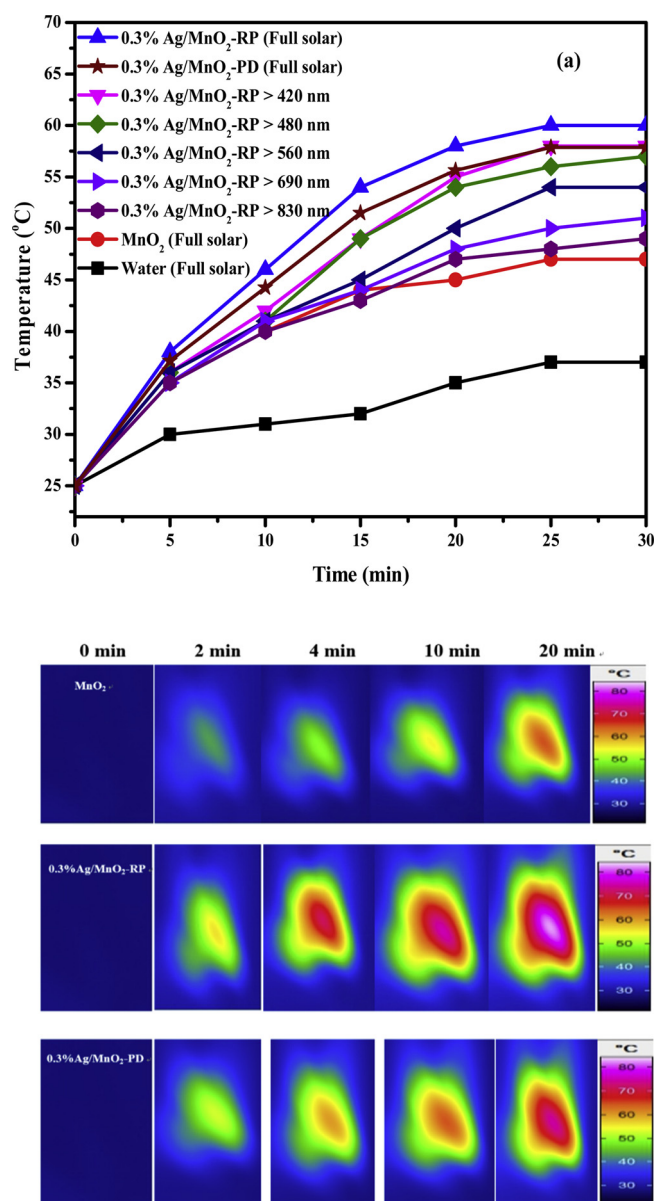 70
65
60
55
50
45
40
35
30
25
Temperature (°C)
0.3% Ag/MnO₂-RP (Full solar)
0.3% Ag/MnO₂-PD (Full solar)
0.3% Ag/MnO₂-RP > 420 nm
0.3% Ag/MnO₂-RP > 480 nm
0.3% Ag/MnO₂-RP > 560 nm
0.3% Ag/MnO₂-RP > 690 nm
0.3% Ag/MnO₂-RP > 830 nm
MnO₂ (Full solar)
Water (Full solar)
(a)
0 5 10 15 20 25 30
Time (min)
0 min 2 min 4 min 10 min 20 min
MnO₂
°C
80
70
60
50
40
30
0.3%Ag/MnO₂-RP
°C
80
70
60
50
40
30
0.3%Ag/MnO₂-PD
°C
80
70
60
50
40
30